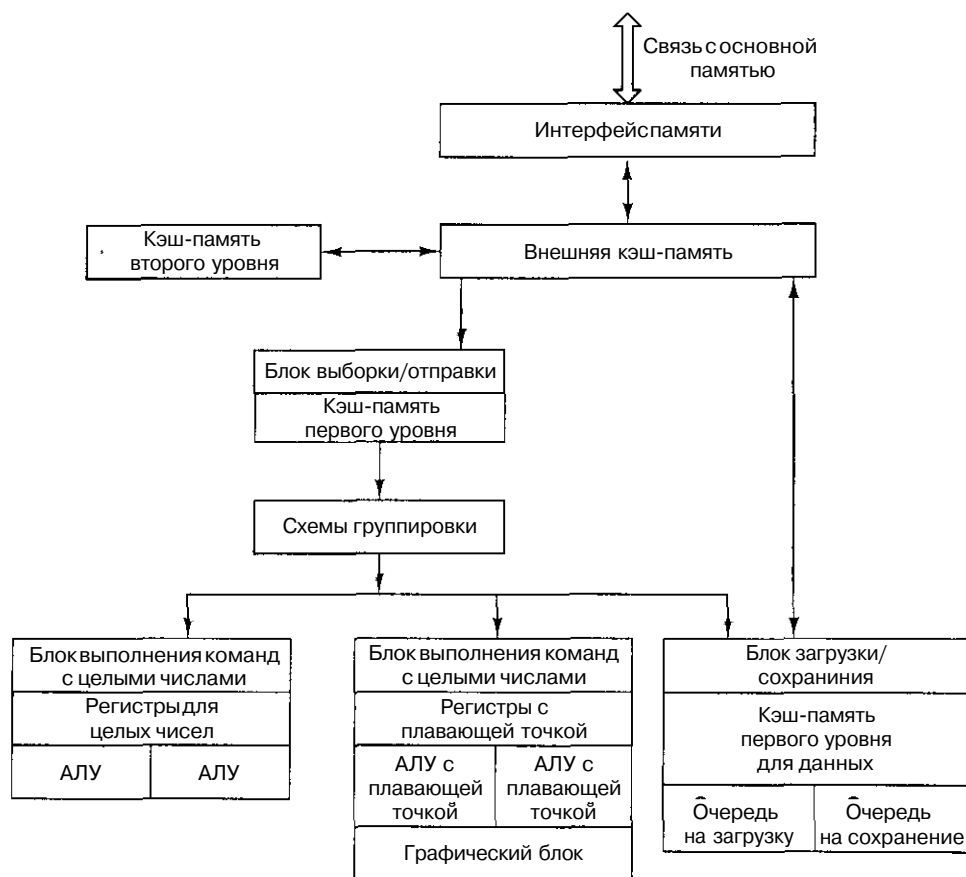 Связь с основной
памятью
Интерфейс памяти
Кэш-память
второго уровня
Внешняя кэш-память
Блок выборки/отправки
Кэш-память
первого уровня
Схемы группировки
Блок выполнения команд
с целыми числами
Регистры для
целых чисел
АЛУ
АЛУ
Блок выполнения команд
с целыми числами
Регистры с
плавающей точкой
АЛУ с
плавающей
точкой
АЛУ с
плавающей
точкой
Графический блок
Блок загрузки/
сохраниния
Кэш-память
первого уровня
для данных
Очередь
на загрузку
Очередь
на сохранение